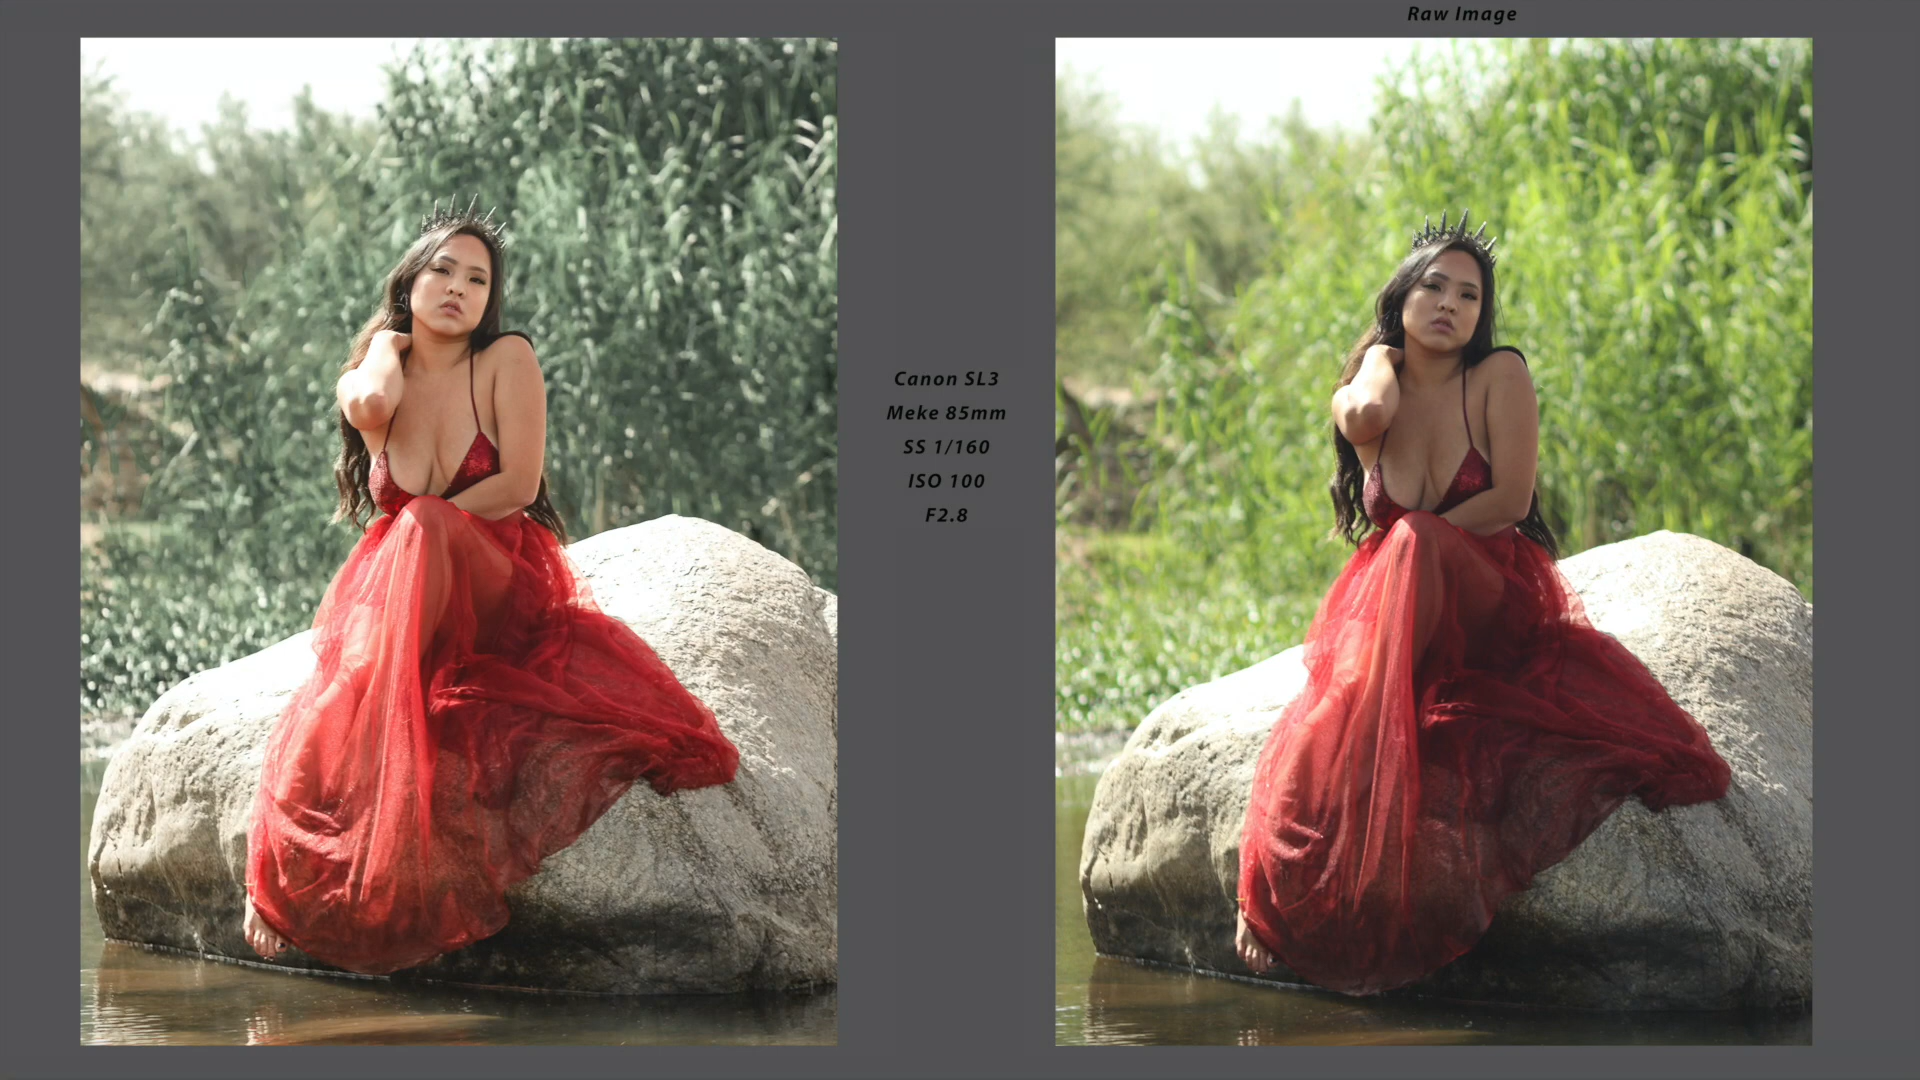 Raw Image
Canon SL3
Meke 85mm
SS 1/160
ISO 100
F2.8